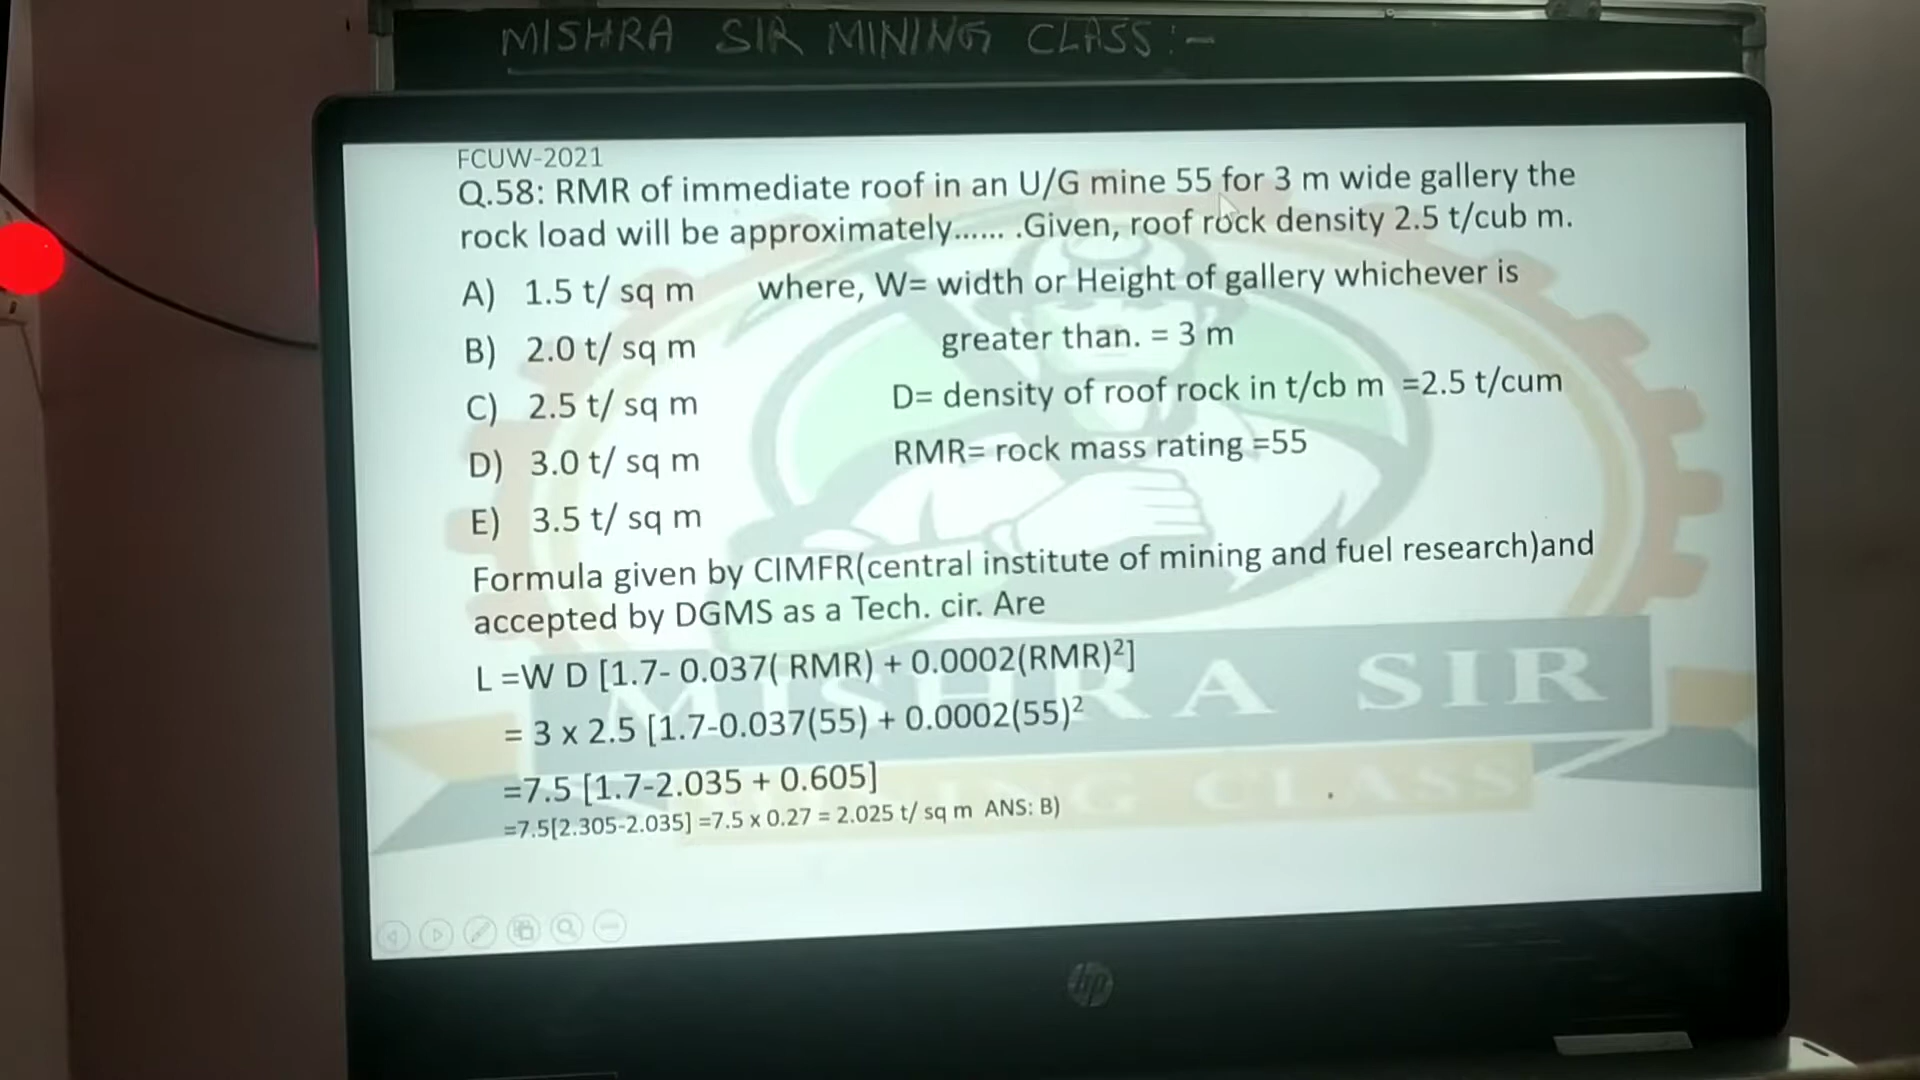 MISHRA SIR MINING CLASS:-
FCUW-2021
Q.58: RMR of immediate roof in an U/G mine 55 for 3 m wide gallery the
rock load will be approximately...... .Given, roof rock density 2.5 t/cub m.
A) 1.5 t/ sq m where, W= width or Height of gallery whichever is
greater than. = 3 m
B) 2.0 t/ sq m
D= density of roof rock in t/cb m =2.5 t/cum
C) 2.5 t/ sq m
RMR= rock mass rating =55
D) 3.0 t/ sq m
E) 3.5 t/ sq m
Formula given by CIMFR(central institute of mining and fuel research)and
accepted by DGMS as a Tech. cir. Are
L =W D [1.7- 0.037( RMR) + 0.0002(RMR)²]
= 3 x 2.5 [1.7-0.037(55) + 0.0002(55)²
=7.5 [1.7-2.035 + 0.605]
=7.5[2.305-2.035] =7.5 x 0.27 = 2.025 t/ sq m ANS: B)
MISHRA SIR
MINING CLASS
hp